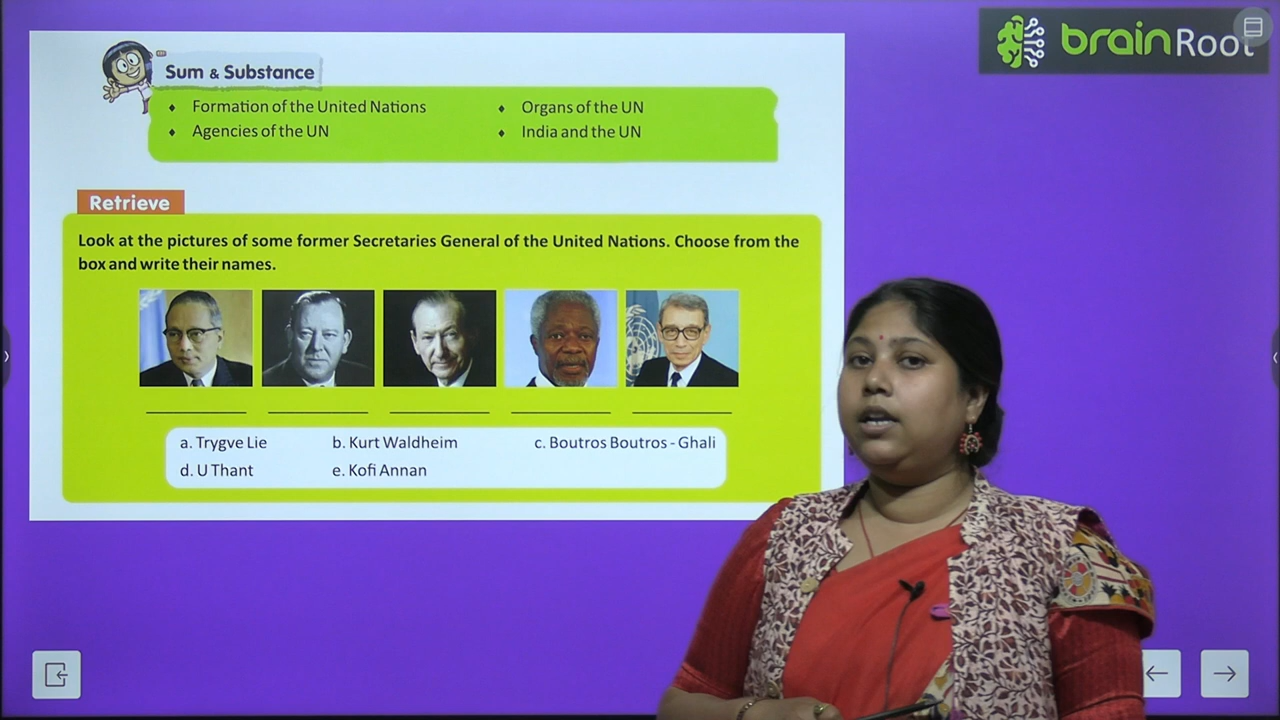 brainRoot
Sum & Substance
♦ Formation of the United Nations
♦ Organs of the UN
♦ Agencies of the UN
♦ India and the UN
Retrieve
Look at the pictures of some former Secretaries General of the United Nations. Choose from the
box and write their names.
a. Trygve Lie b. Kurt Waldheim c. Boutros Boutros - Ghali
d. U Thant e. Kofi Annan